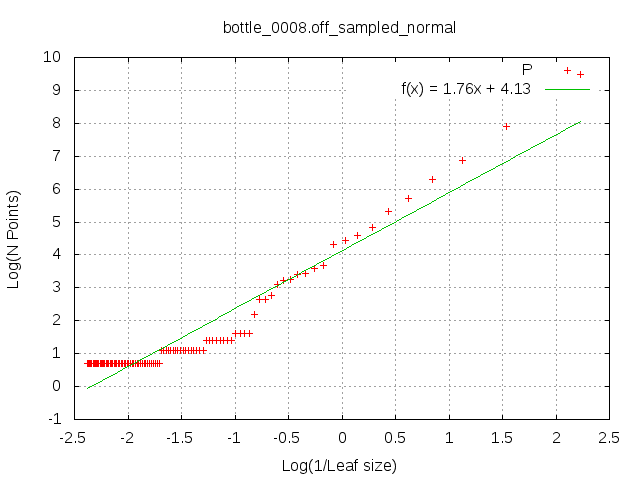 bottle_0008.off_sampled_normal
10
9
8
7
6
5
4
3
2
1
0
-1
-2.5 -2 -1.5 -1 -0.5 0 0.5 1 1.5 2 2.5
Log(N Points)
Log(1/Leaf size)
P
f(x) = 1.76x + 4.13